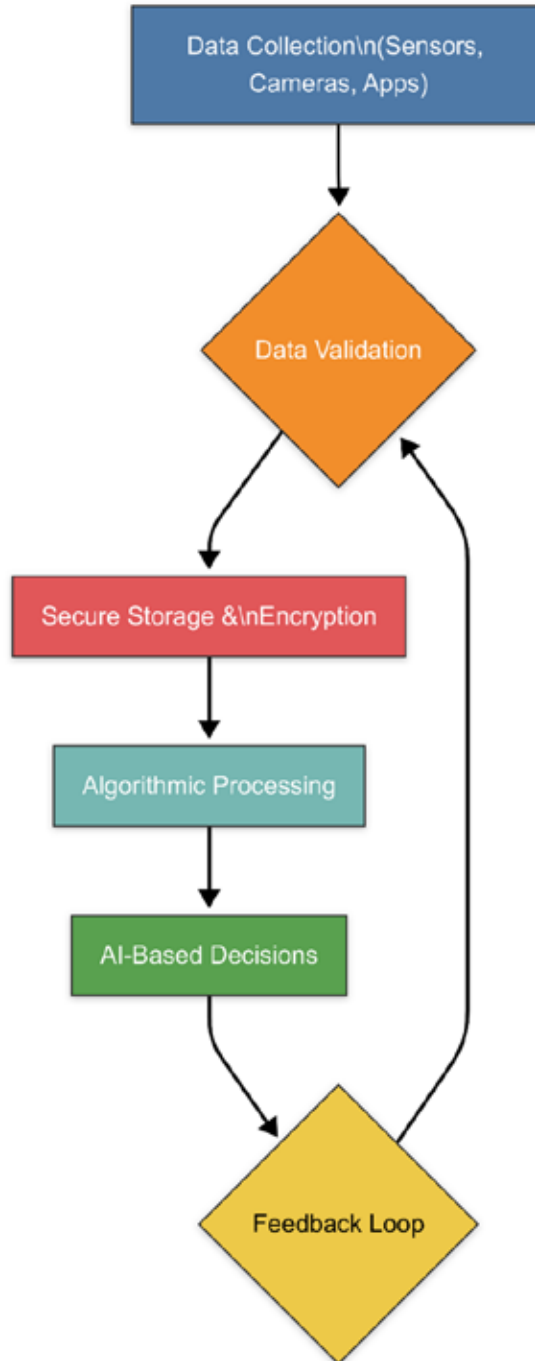 Data Collection\n(Sensors,
Cameras, Apps)
Data Validation
Secure Storage &\nEncryption
Algorithmic Processing
AI-Based Decisions
Feedback Loop